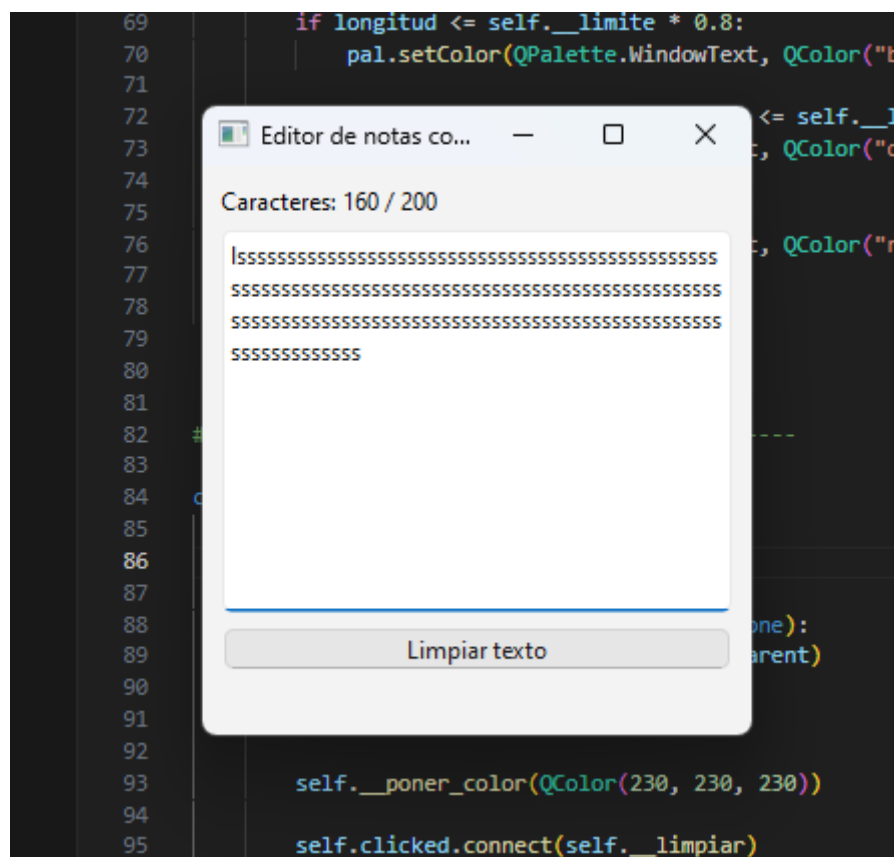 69 if longitud <= self.__limite * 0.8:
70 pal.setColor(QPalette.WindowText, QColor("b
71
72 <= self.__l
73 t, QColor("o
74
75
76 t, QColor("r
77
78
79
80
81
82 # ----
83
84 c
85
86
87
88 one):
89 arent)
90
91
92
93 self.__poner_color(QColor(230, 230, 230))
94
95 self.clicked.connect(self.__limpiar)
Editor de notas co...
Caracteres: 160 / 200
lssssssssssssssssssssssssssssssssssssssssssssssss
sssssssssssssssssssssssssssssssssssssssssssssssss
sssssssssssssssssssssssssssssssssssssssssssssssss
sssssssssssss
Limpiar texto